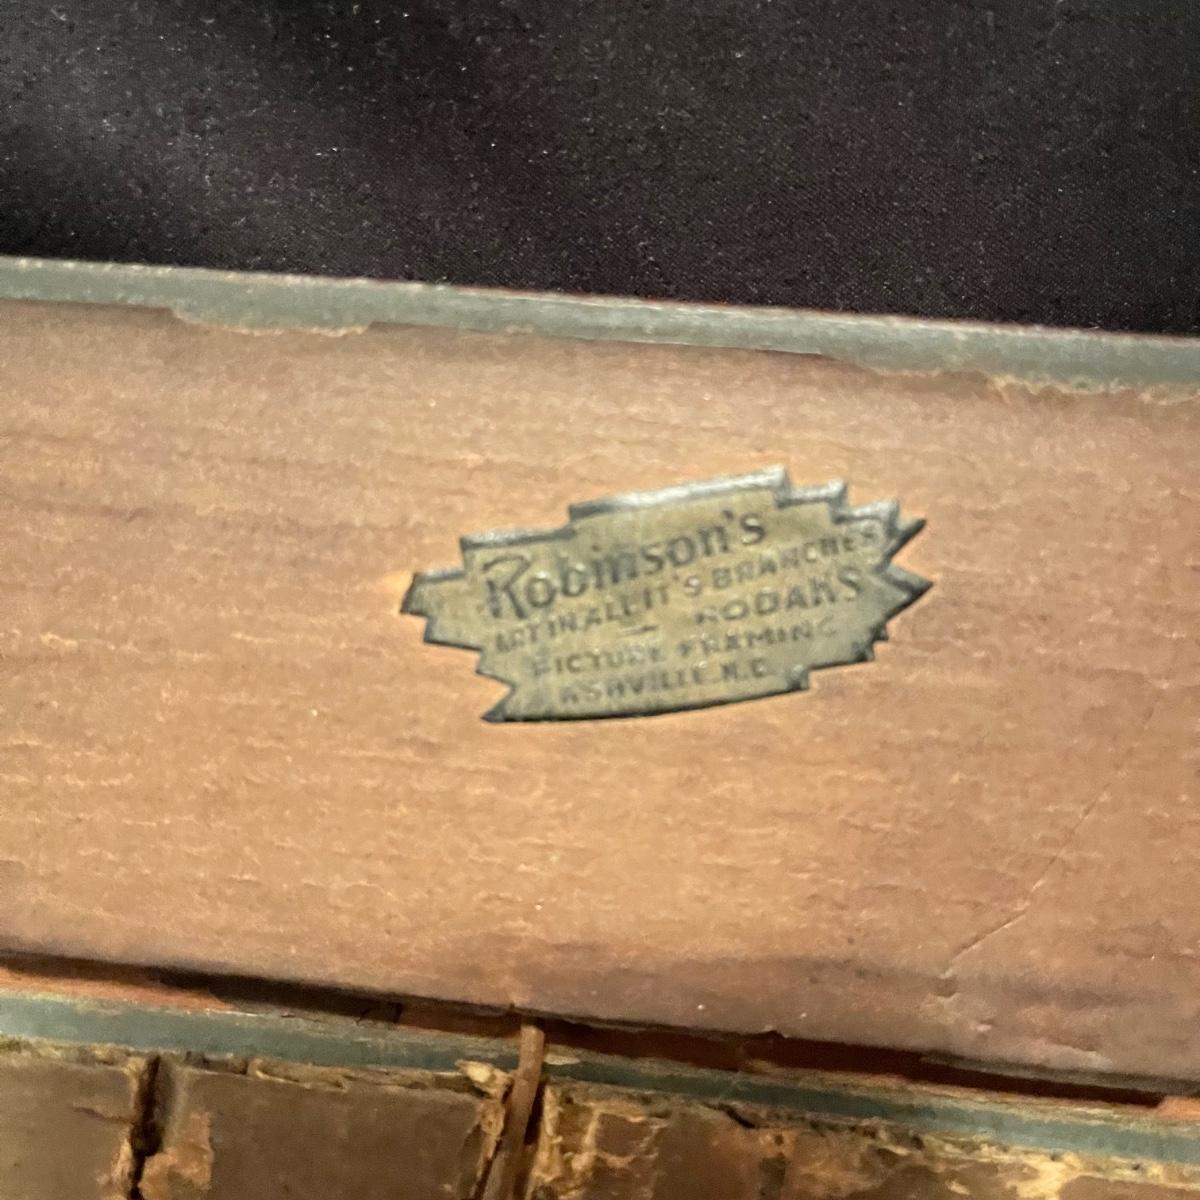 Robinson's
ART IN ALL IT'S BRANCHES
— KODAKS
PICTURE FRAMING
ASHVILLE. N.C.